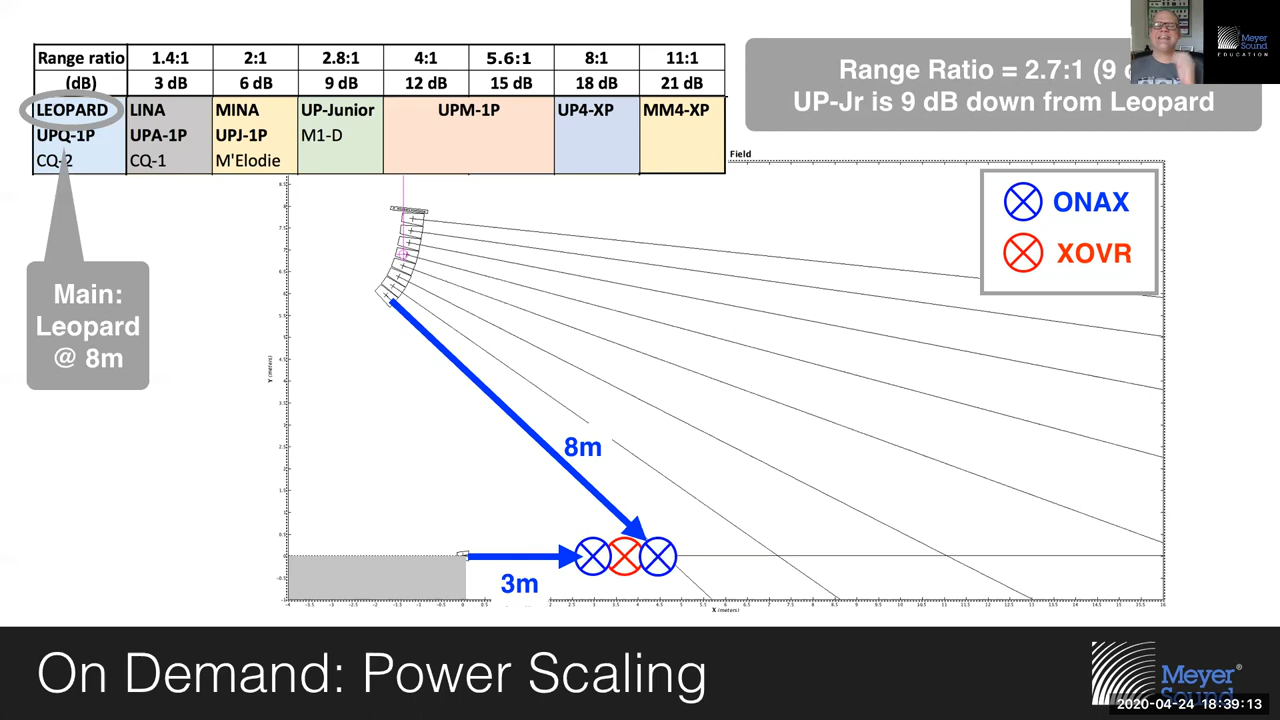 Range ratio 1.4:1 2:1 2.8:1 4:1 5.6:1 8:1 11:1
(dB) 3 dB 6 dB 9 dB 12 dB 15 dB 18 dB 21 dB
LEOPARD LINA MINA UP-Junior UPM-1P UP4-XP MM4-XP
UPQ-1P UPA-1P UPJ-1P M1-D
CQ-2 CQ-1 M'Elodie
Range Ratio = 2.7:1 (9 d
UP-Jr is 9 dB down from Leopard
Meyer Sound
EDUCATION
Field
ONAX
XOVR
Main:
Leopard
@ 8m
8m
3m
Y (meters)
X (meters)
On Demand: Power Scaling
Meyer
Sound
2020-04-24 18:39:13